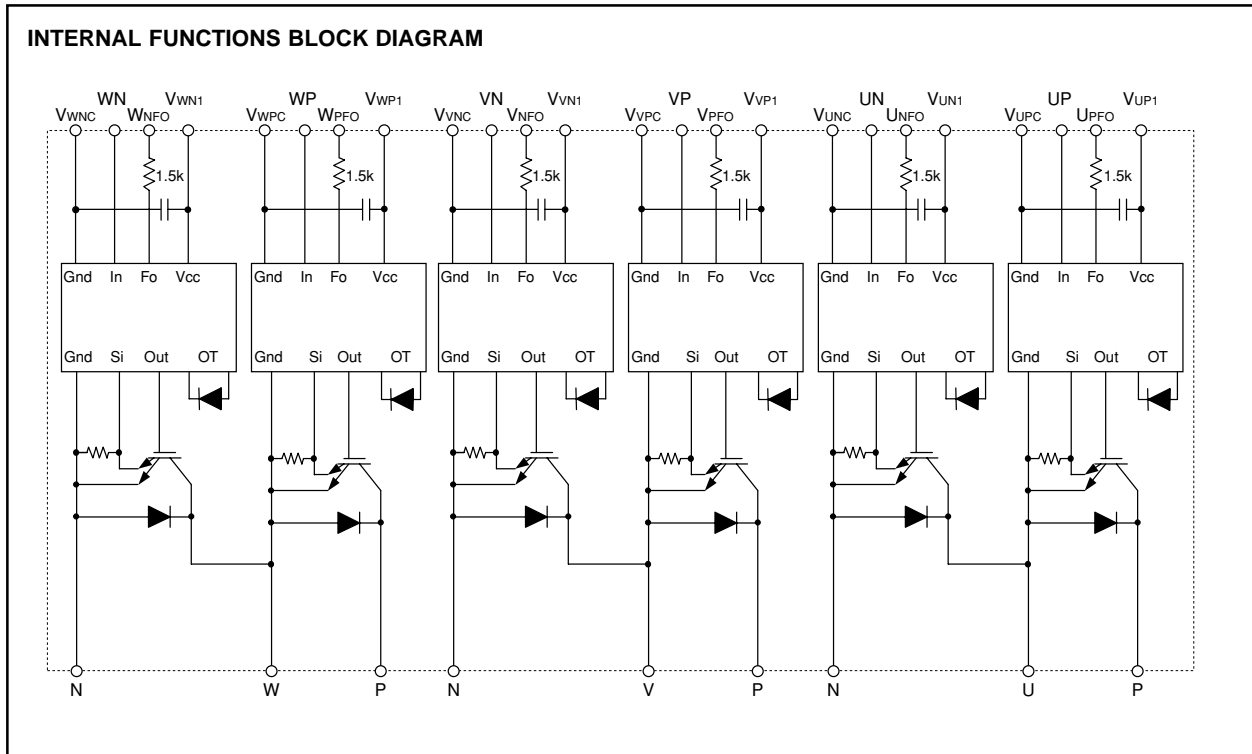 INTERNAL FUNCTIONS BLOCK DIAGRAM
WN WP VN VP UN UP
VWN1 VWP1 VVN1 VVP1 VUN1 VUP1
VWNC WNFO VWPC WPFO VVNC VNFO VVPC VPFO VUNC UNFO VUPC UPFO
1.5k 1.5k 1.5k 1.5k 1.5k 1.5k
Gnd In Fo Vcc Gnd In Fo Vcc Gnd In Fo Vcc Gnd In Fo Vcc Gnd In Fo Vcc Gnd In Fo Vcc
Gnd Si Out OT Gnd Si Out OT Gnd Si Out OT Gnd Si Out OT Gnd Si Out OT Gnd Si Out OT
N W P N V P N U P